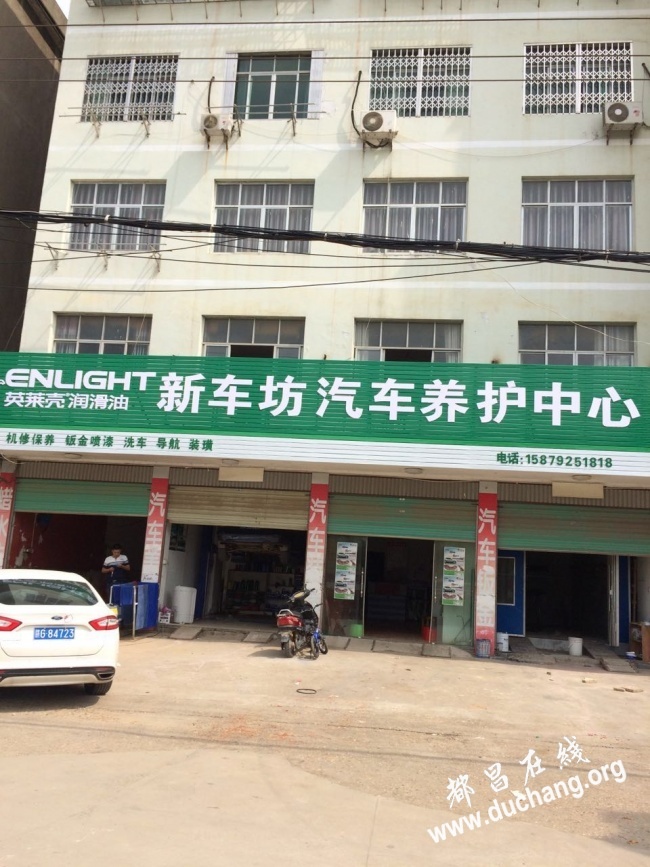 ENLIGHT
英莱壳 润滑油
新车坊汽车养护中心
机修保养 钣金喷漆 洗车 导航 装璜
电话:15879251818
汽车
汽车
汽车
赣G 84723
都昌在线
www.duchang.org